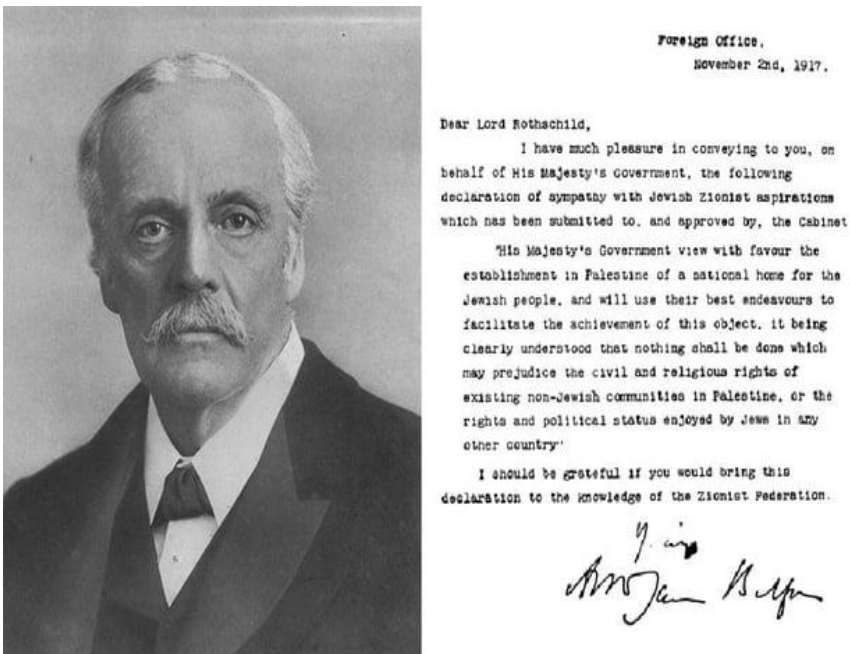 Foreign Office,
November 2nd, 1917.
Dear Lord Rothschild,
I have much pleasure in conveying to you, on
behalf of His Majesty's Government, the following
declaration of sympathy with Jewish Zionist aspirations
which has been submitted to, and approved by, the Cabinet
"His Majesty's Government view with favour the
establishment in Palestine of a national home for the
Jewish people, and will use their best endeavours to
facilitate the achievement of this object, it being
clearly understood that nothing shall be done which
may prejudice the civil and religious rights of
existing non-Jewish communities in Palestine, or the
rights and political status enjoyed by Jews in any
other country"
I should be grateful if you would bring this
declaration to the knowledge of the Zionist Federation.
Arthur James Balfour